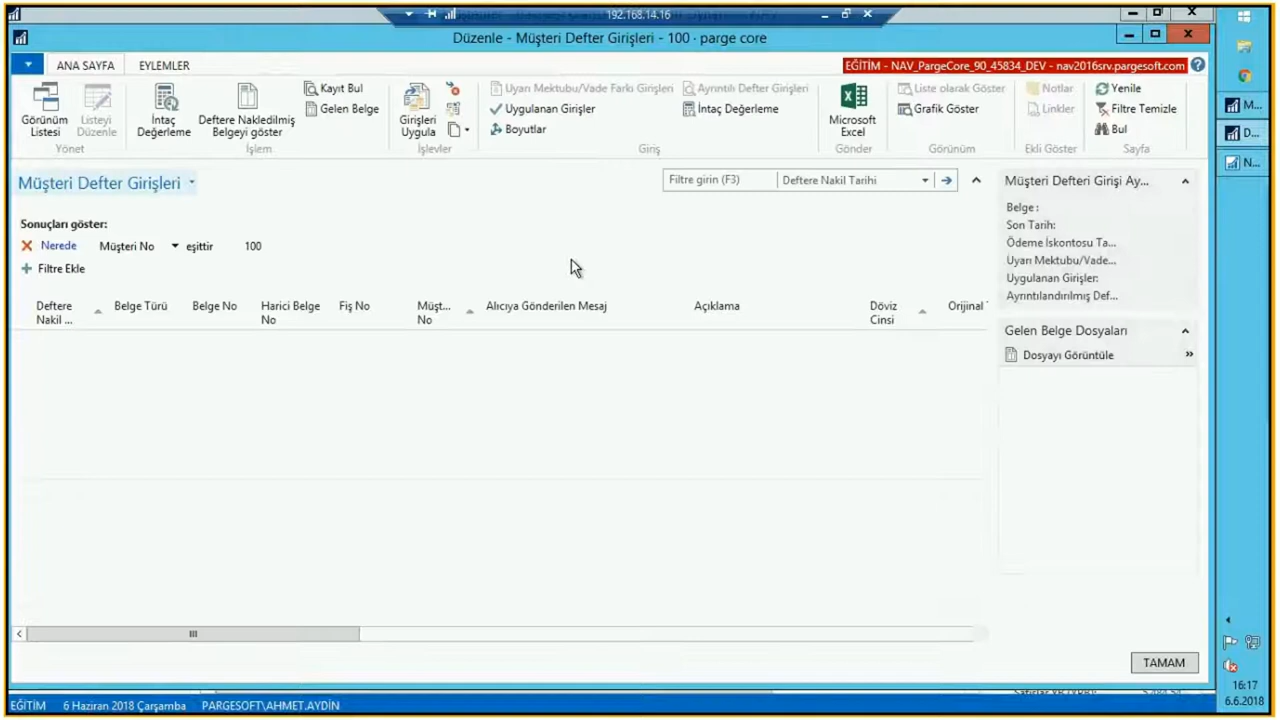 192.168.14.16
Düzenle - Müşteri Defter Girişleri - 100 · parge core
ANA SAYFA EYLEMLER
EĞİTİM - NAV_PargeCore_90_45834_DEV - nav2016srv.pargesoft.com
Görünüm Listesi
Listeyi Düzenle
Yönet
İntaç Değerleme
Deftere Nakledilmiş Belgeyi göster
Kayıt Bul
Gelen Belge
İşlem
Girişleri Uygula
İşlevler
Uyarı Mektubu/Vade Farkı Girişleri
Uygulanan Girişler
Boyutlar
Ayrıntılı Defter Girişleri
İntaç Değerleme
Giriş
Microsoft Excel
Gönder
Liste olarak Göster
Grafik Göster
Görünüm
Notlar
Linkler
Ekli Göster
Yenile
Filtre Temizle
Bul
Sayfa
M...
D...
N...
Müşteri Defter Girişleri
Filtre girin (F3) Deftere Nakil Tarihi
Sonuçları göster:
Nerede Müşteri No eşittir 100
Filtre Ekle
Deftere Nakil ...
Belge Türü
Belge No
Harici Belge No
Fiş No
Müşt... No
Alıcıya Gönderilen Mesaj
Açıklama
Döviz Cinsi
Orijinal
Müşteri Defteri Girişi Ay...
Belge :
Son Tarih:
Ödeme İskontosu Ta...
Uyarı Mektubu/Vade...
Uygulanan Girişler:
Ayrıntılandırılmış Def...
Gelen Belge Dosyaları
Dosyayı Görüntüle
TAMAM
EĞİTİM 6 Haziran 2018 Çarşamba PARGESOFT\AHMET.AYDİN
16:17
6.6.2018